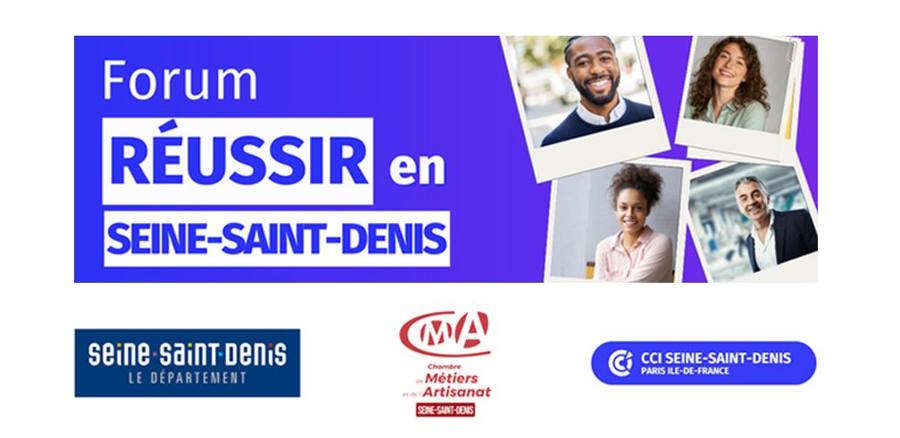 Forum
RÉUSSIR en
SEINE-SAINT-DENIS
seine·saint·denis
LE DÉPARTEMENT
CMA
Chambre
de Métiers
et de l'Artisanat
SEINE-SAINT-DENIS
CCI SEINE-SAINT-DENIS
PARIS ILE-DE-FRANCE